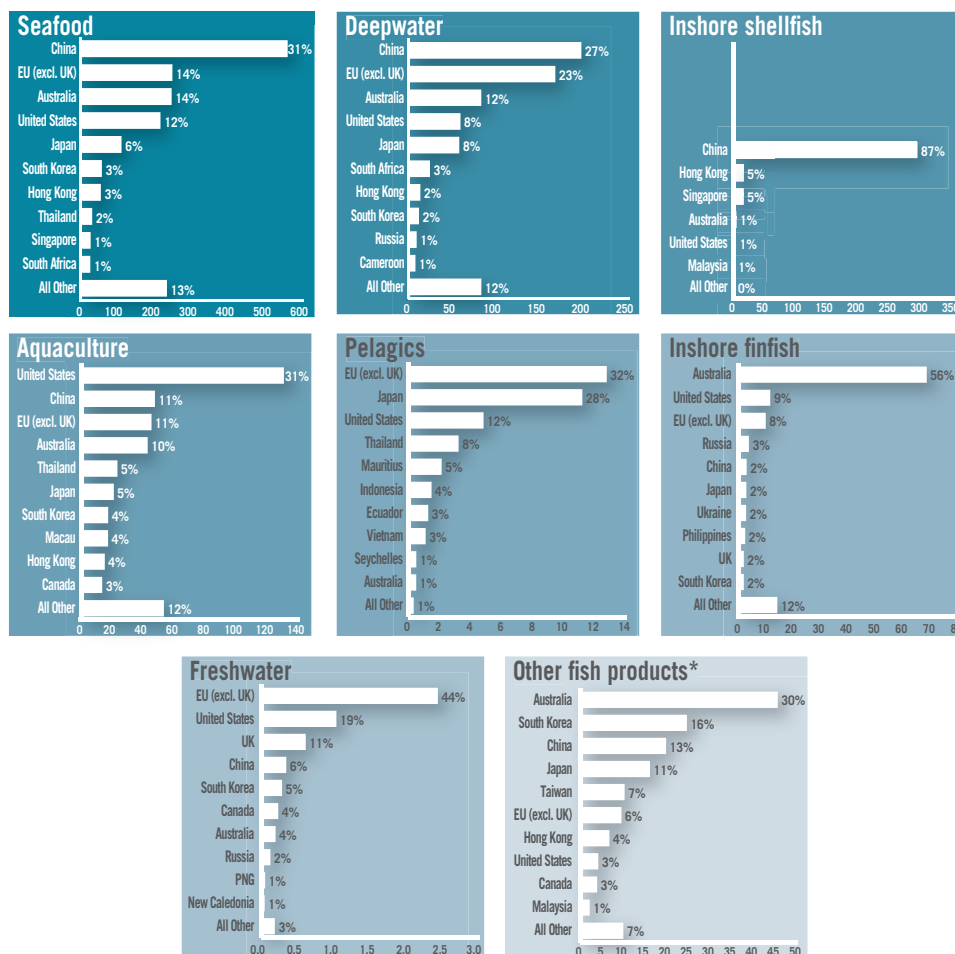 Seafood
China 31%
EU (excl. UK) 14%
Australia 14%
United States 12%
Japan 6%
South Korea 3%
Hong Kong 3%
Thailand 2%
Singapore 1%
South Africa 1%
All Other 13%
0 100 200 300 400 500 600
Deepwater
China 27%
EU (excl. UK) 23%
Australia 12%
United States 8%
Japan 8%
South Africa 3%
Hong Kong 2%
South Korea 2%
Russia 1%
Cameroon 1%
All Other 12%
0 50 100 150 200 250
Inshore shellfish
China 87%
Hong Kong 5%
Singapore 5%
Australia 1%
United States 1%
Malaysia 1%
All Other 0%
0 50 100 150 200 250 300 350
Aquaculture
United States 31%
China 11%
EU (excl. UK) 11%
Australia 10%
Thailand 5%
Japan 5%
South Korea 4%
Macau 4%
Hong Kong 4%
Canada 3%
All Other 12%
0 20 40 60 80 100 120 140
Pelagics
EU (excl. UK) 32%
Japan 28%
United States 12%
Thailand 8%
Mauritius 5%
Indonesia 4%
Ecuador 3%
Vietnam 3%
Seychelles 1%
Australia 1%
All Other 1%
0 2 4 6 8 10 12 14
Inshore finfish
Australia 56%
United States 9%
EU (excl. UK) 8%
Russia 3%
China 2%
Japan 2%
Ukraine 2%
Philippines 2%
UK 2%
South Korea 2%
All Other 12%
0 10 20 30 40 50 60 70
Freshwater
EU (excl. UK) 44%
United States 19%
UK 11%
China 6%
South Korea 5%
Canada 4%
Australia 4%
Russia 2%
PNG 1%
New Caledonia 1%
All Other 3%
0.0 0.5 1.0 1.5 2.0 2.5 3.0
Other fish products*
Australia 30%
South Korea 16%
China 13%
Japan 11%
Taiwan 7%
EU (excl. UK) 6%
Hong Kong 4%
United States 3%
Canada 3%
Malaysia 1%
All Other 7%
0 5 10 15 20 25 30 35 40 45 50